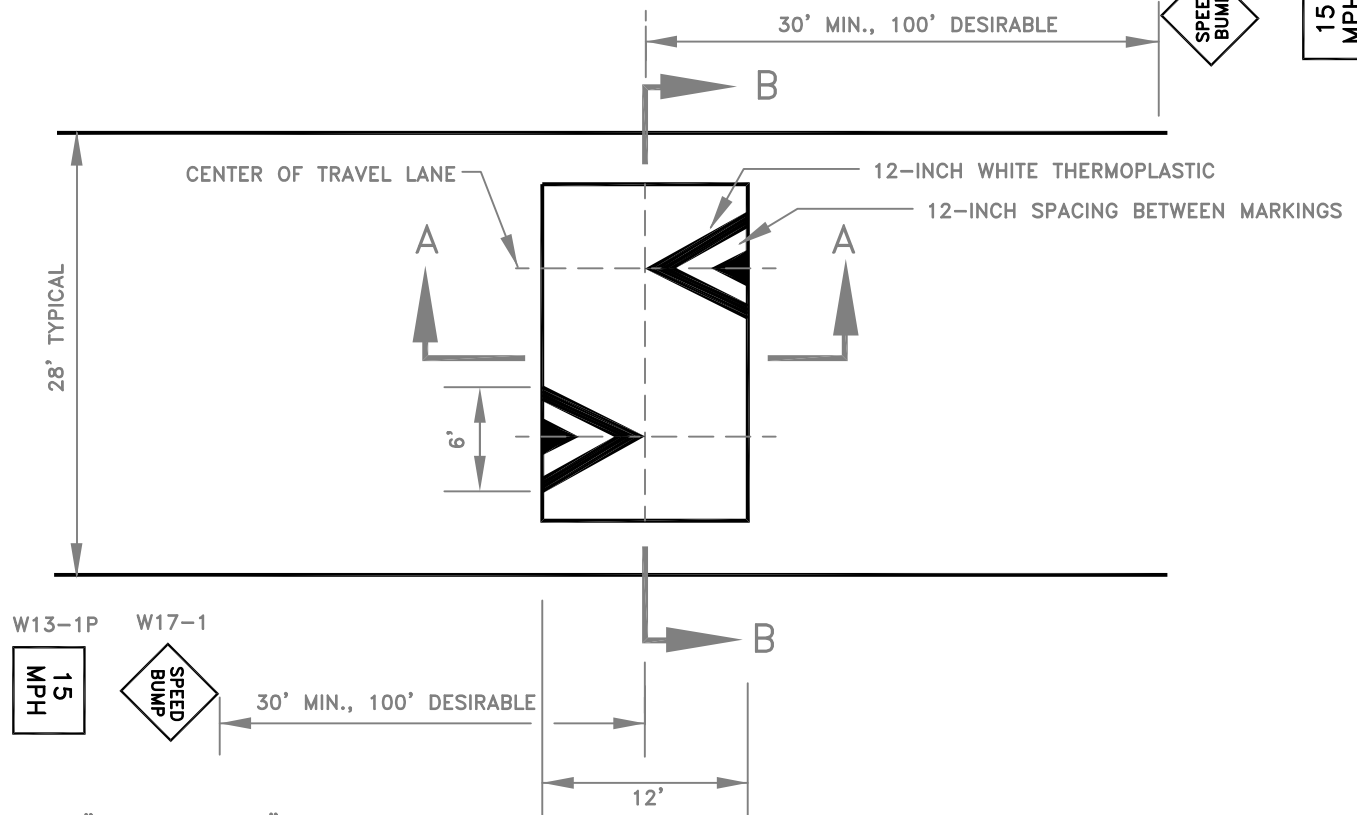 30' MIN., 100' DESIRABLE
15
MPH
B
CENTER OF TRAVEL LANE
12-INCH WHITE THERMOPLASTIC
12-INCH SPACING BETWEEN MARKINGS
A
A
28' TYPICAL
6'
B
W13-1P
W17-1
15
MPH
SPEED
BUMP
30' MIN., 100' DESIRABLE
12'